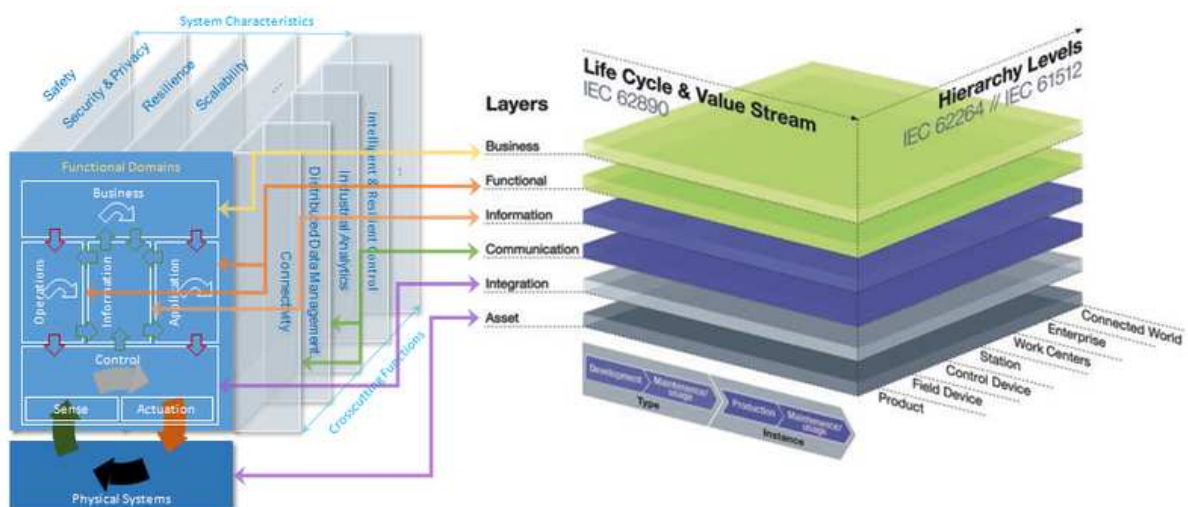 System Characteristics
Safety
Security & Privacy
Resilience
Scalability
...
Functional Domains
Business
Operations
Information
Application
Control
Sense
Actuation
Physical Systems
Connectivity
Distributed Data Management
Industrial Analytics
Intelligent & Resilient Control
...
Crosscutting Functions
Layers
Business
Functional
Information
Communication
Integration
Asset
Life Cycle & Value Stream
IEC 62890
Hierarchy Levels
IEC 62264 // IEC 61512
Connected World
Enterprise
Work Centers
Station
Control Device
Field Device
Product
Development
Maintenance/
usage
Type
Production
Maintenance/
usage
Instance